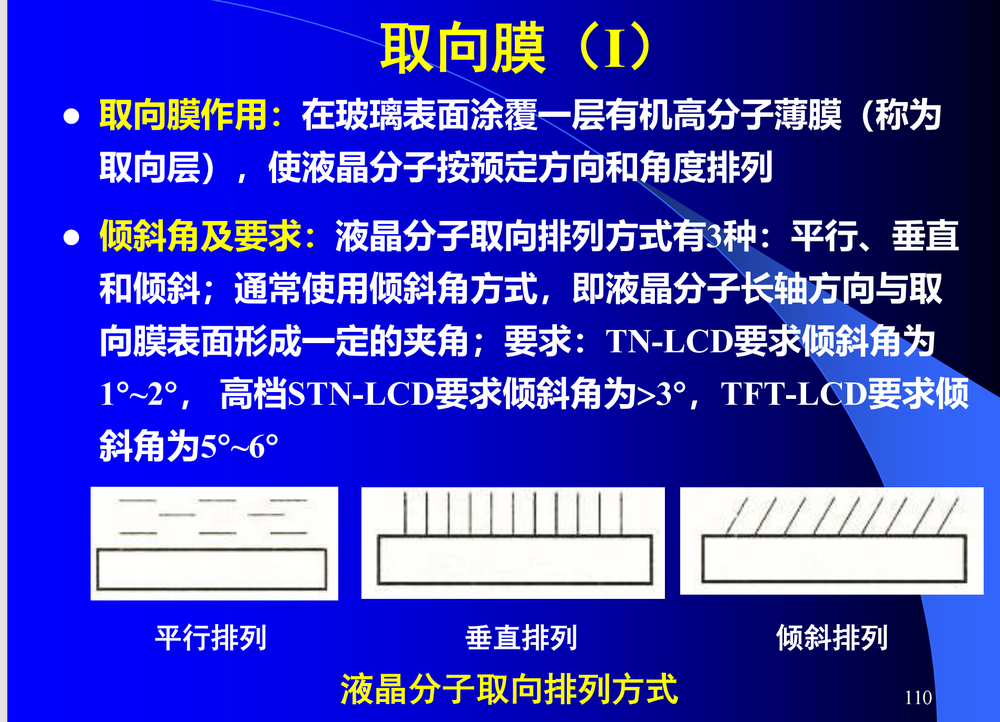 取向膜（I）
● 取向膜作用：在玻璃表面涂覆一层有机高分子薄膜（称为
取向层），使液晶分子按预定方向和角度排列
● 倾斜角及要求：液晶分子取向排列方式有3种：平行、垂直
和倾斜；通常使用倾斜角方式，即液晶分子长轴方向与取
向膜表面形成一定的夹角；要求：TN-LCD要求倾斜角为
1°~2°， 高档STN-LCD要求倾斜角为>3°，TFT-LCD要求倾
斜角为5°~6°
平行排列
垂直排列
倾斜排列
液晶分子取向排列方式
110